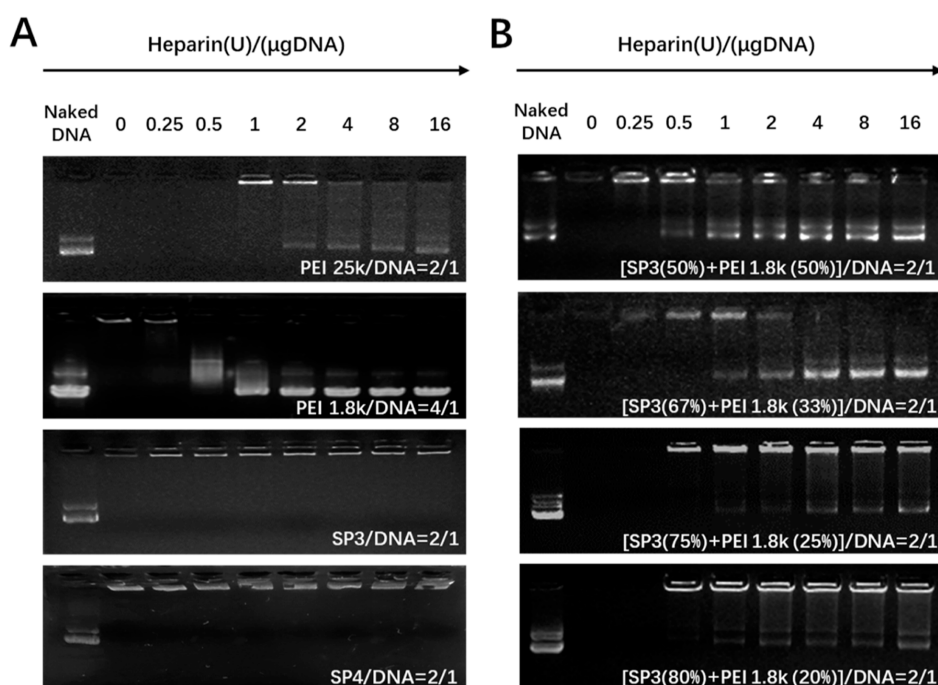 A
Heparin(U)/(μgDNA)
Naked
DNA
0 0.25 0.5 1 2 4 8 16
PEI 25k/DNA=2/1
PEI 1.8k/DNA=4/1
SP3/DNA=2/1
SP4/DNA=2/1
B
Heparin(U)/(μgDNA)
Naked
DNA
0 0.25 0.5 1 2 4 8 16
[SP3(50%)+PEI 1.8k (50%)]/DNA=2/1
[SP3(67%)+PEI 1.8k (33%)]/DNA=2/1
[SP3(75%)+PEI 1.8k (25%)]/DNA=2/1
[SP3(80%)+PEI 1.8k (20%)]/DNA=2/1